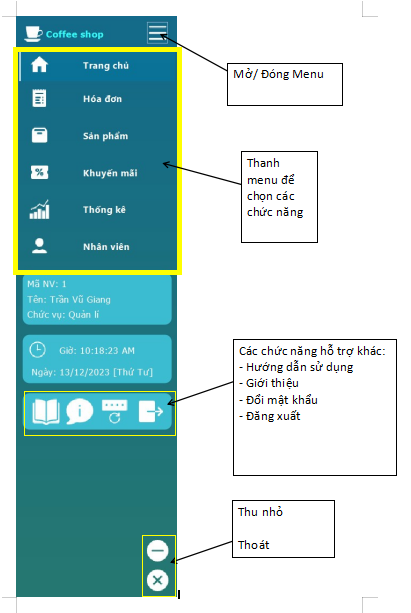 Coffee shop
Trang chủ
Hóa đơn
Sản phẩm
Khuyến mãi
Thống kê
Nhân viên
Mã NV: 1
Tên: Trần Vũ Giang
Chức vụ: Quản lí
Giờ: 10:18:23 AM
Ngày: 13/12/2023 [Thứ Tư]
Mở/ Đóng Menu
Thanh
menu để
chọn các
chức năng
Các chức năng hỗ trợ khác:
- Hướng dẫn sử dụng
- Giới thiệu
- Đổi mật khẩu
- Đăng xuất
Thu nhỏ
Thoát